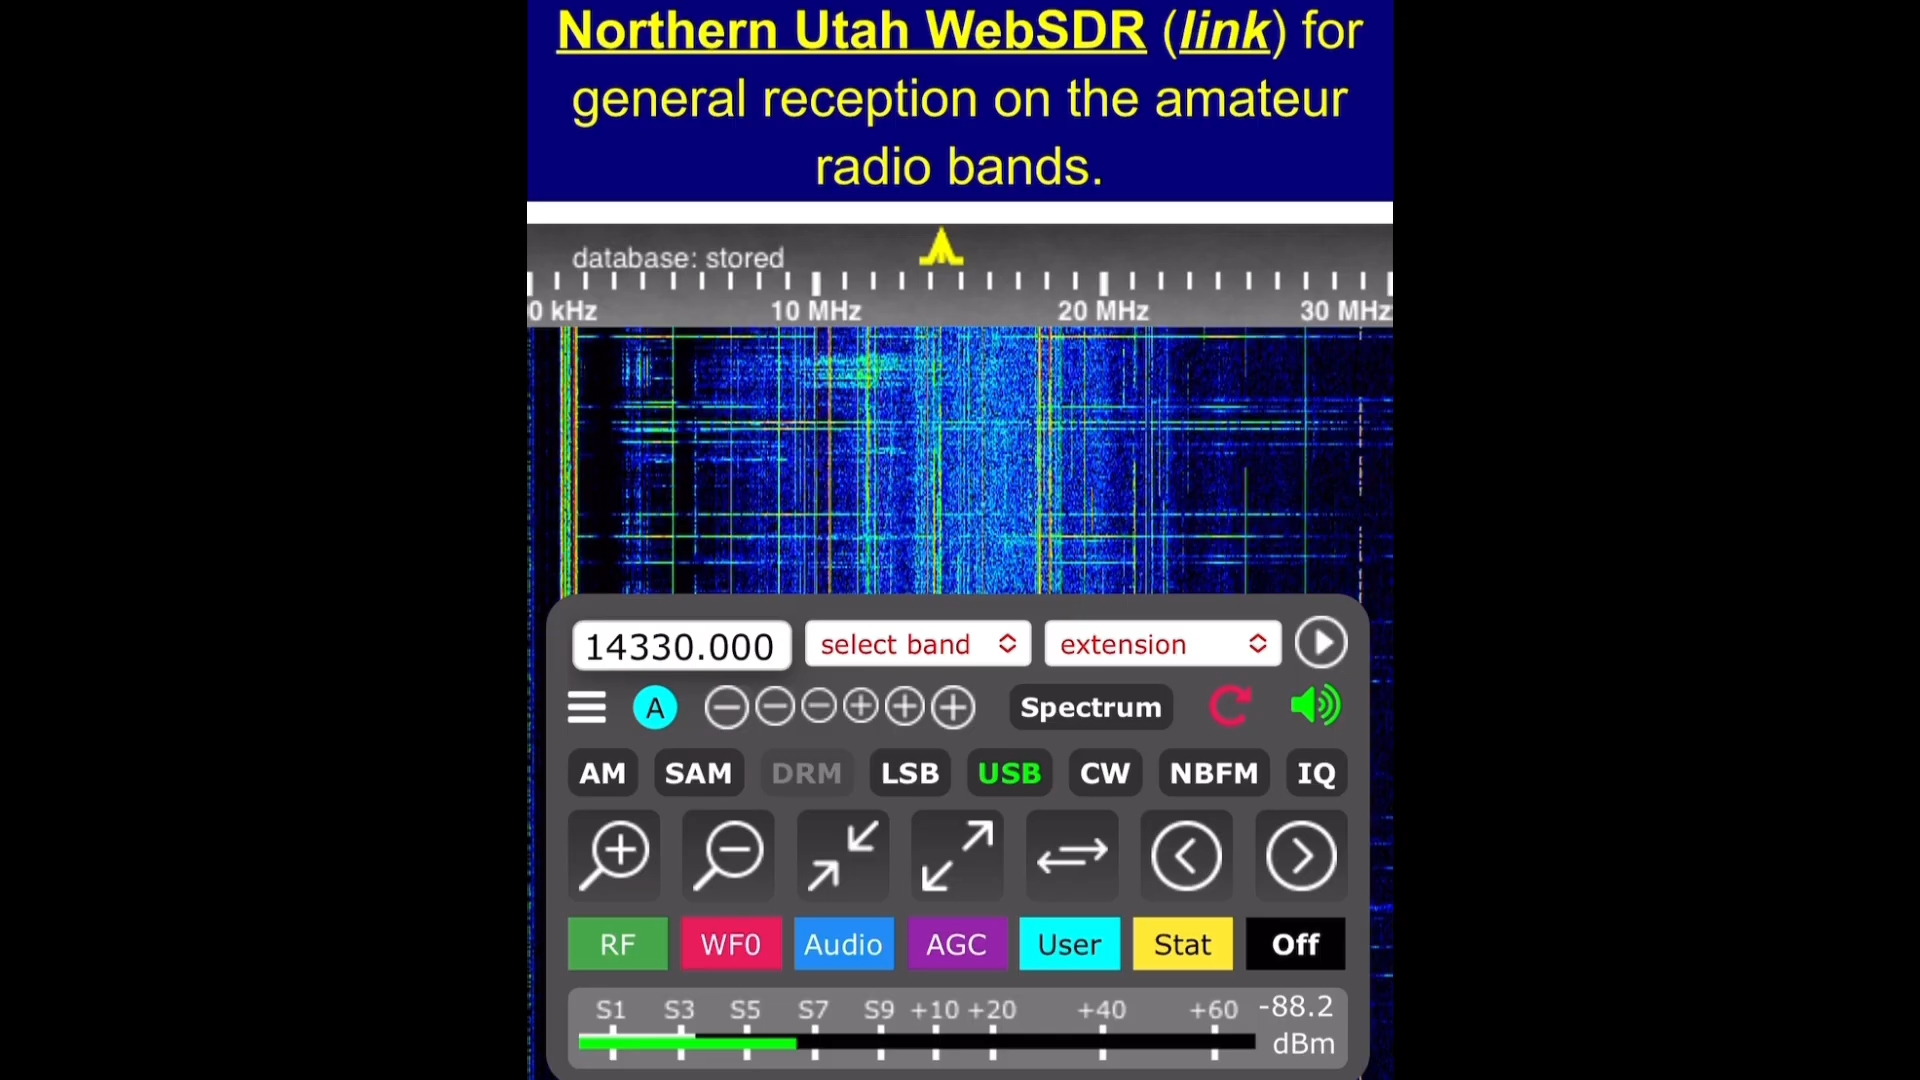 Northern Utah WebSDR (link) for
general reception on the amateur
radio bands.
database: stored
0 kHz 10 MHz 20 MHz 30 MHz
14330.000 select band extension
A Spectrum
AM SAM DRM LSB USB CW NBFM IQ
RF WF0 Audio AGC User Stat Off
S1 S3 S5 S7 S9 +10 +20 +40 +60 -88.2
dBm